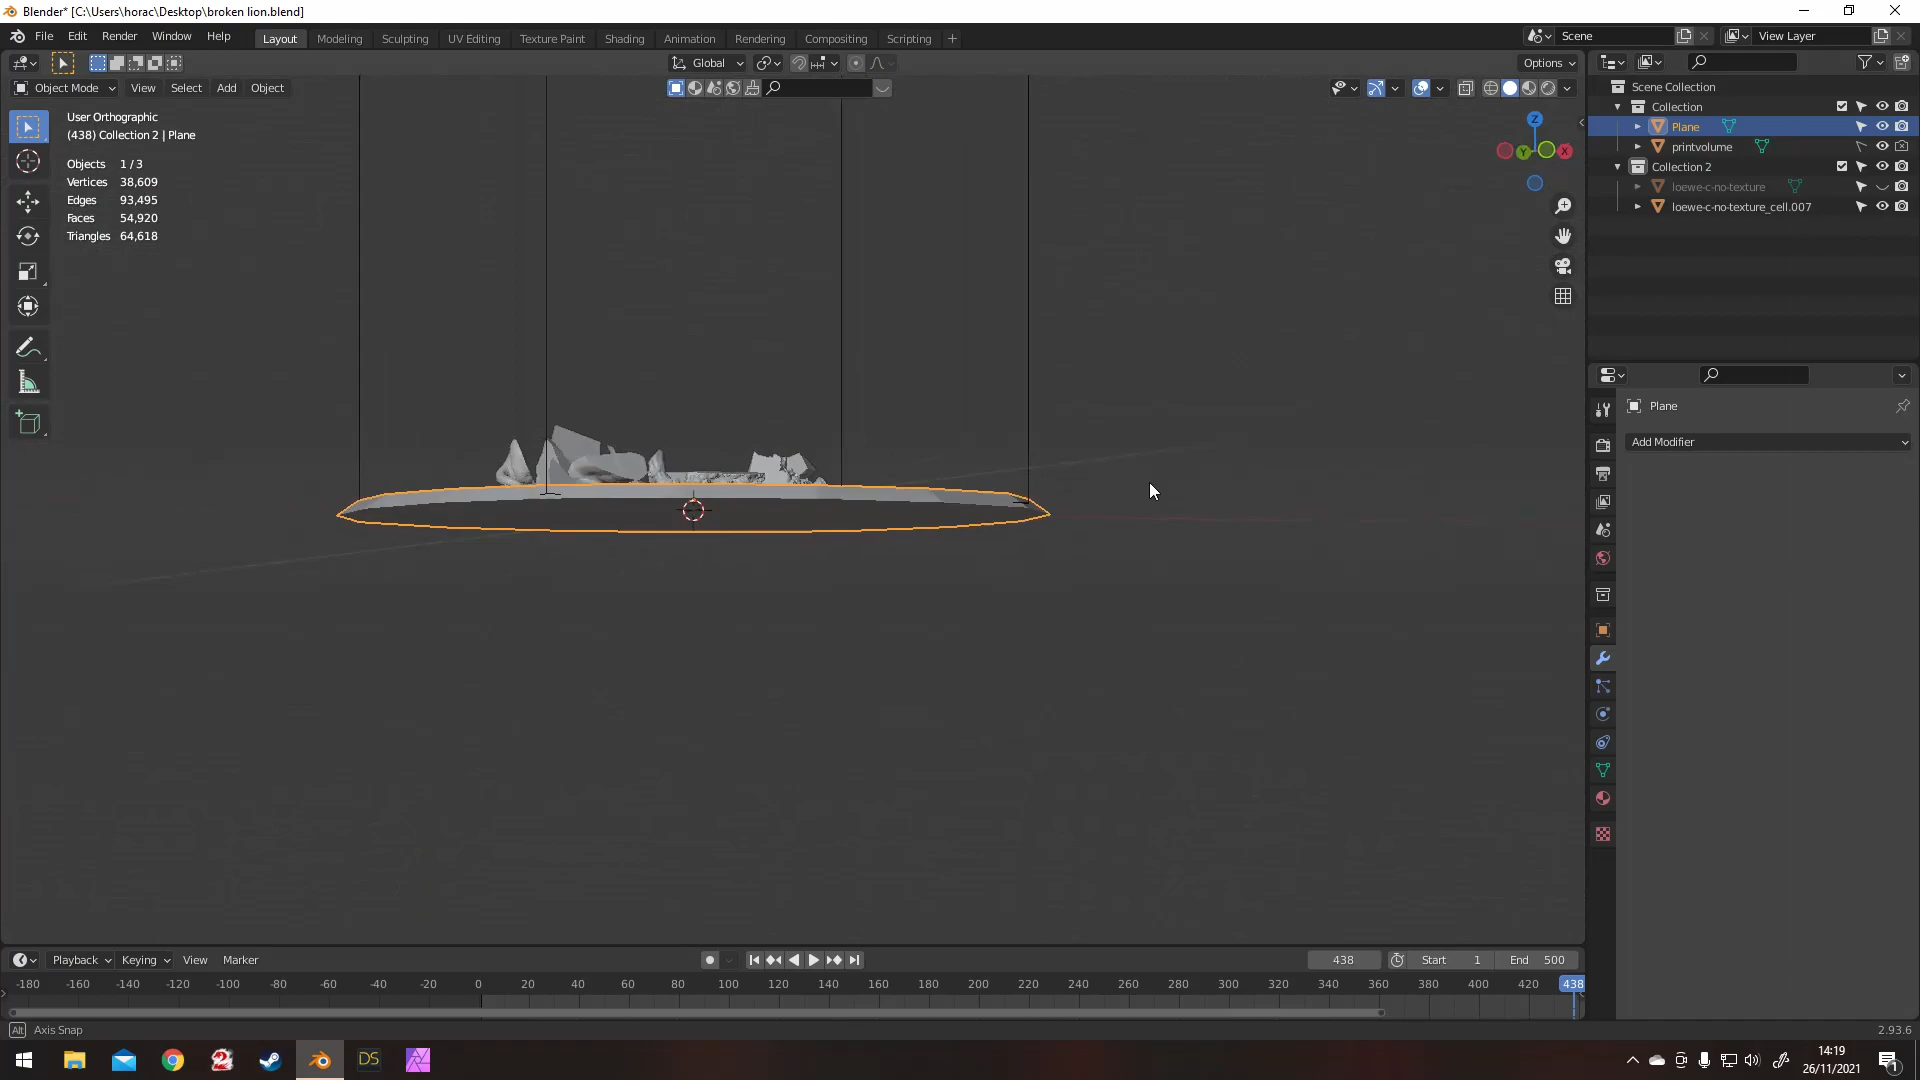 Blender* [C:\Users\horac\Desktop\broken lion.blend]
File Edit Render Window Help Layout Modeling Sculpting UV Editing Texture Paint Shading Animation Rendering Compositing Scripting + Scene View Layer
Global Options
Object Mode View Select Add Object
User Orthographic
(438) Collection 2 | Plane
Objects 1 / 3
Vertices 38,609
Edges 93,495
Faces 54,920
Triangles 64,618
Z
Y
X
Scene Collection
Collection
Plane
printvolume
Collection 2
loewe-c-no-texture
loewe-c-no-texture_cell.007
Plane
Add Modifier
Playback Keying View Marker 438 Start 1 End 500
-180 -160 -140 -120 -100 -80 -60 -40 -20 0 20 40 60 80 100 120 140 160 180 200 220 240 260 280 300 320 340 360 380 400 420 438
Alt Axis Snap 2.93.6
DS
14:19
26/11/2021
1